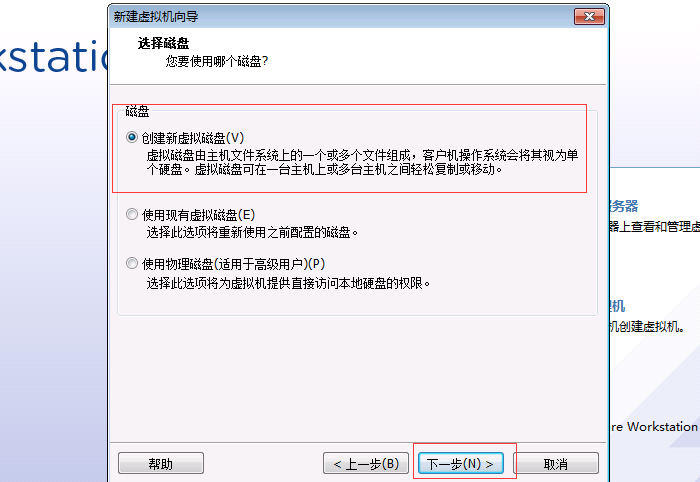 新建虚拟机向导
kstatio
选择磁盘
您要使用哪个磁盘?
磁盘
创建新虚拟磁盘(V)
虚拟磁盘由主机文件系统上的一个或多个文件组成，客户机操作系统会将其视为单
个硬盘。虚拟磁盘可在一台主机上或多台主机之间轻松复制或移动。
使用现有虚拟磁盘(E)
选择此选项将重新使用之前配置的磁盘。
使用物理磁盘(适用于高级用户)(P)
选择此选项将为虚拟机提供直接访问本地硬盘的权限。
务器
器上查看和管理虚
机
机创建虚拟机。
re Workstation
帮助
< 上一步(B)
下一步(N) >
取消